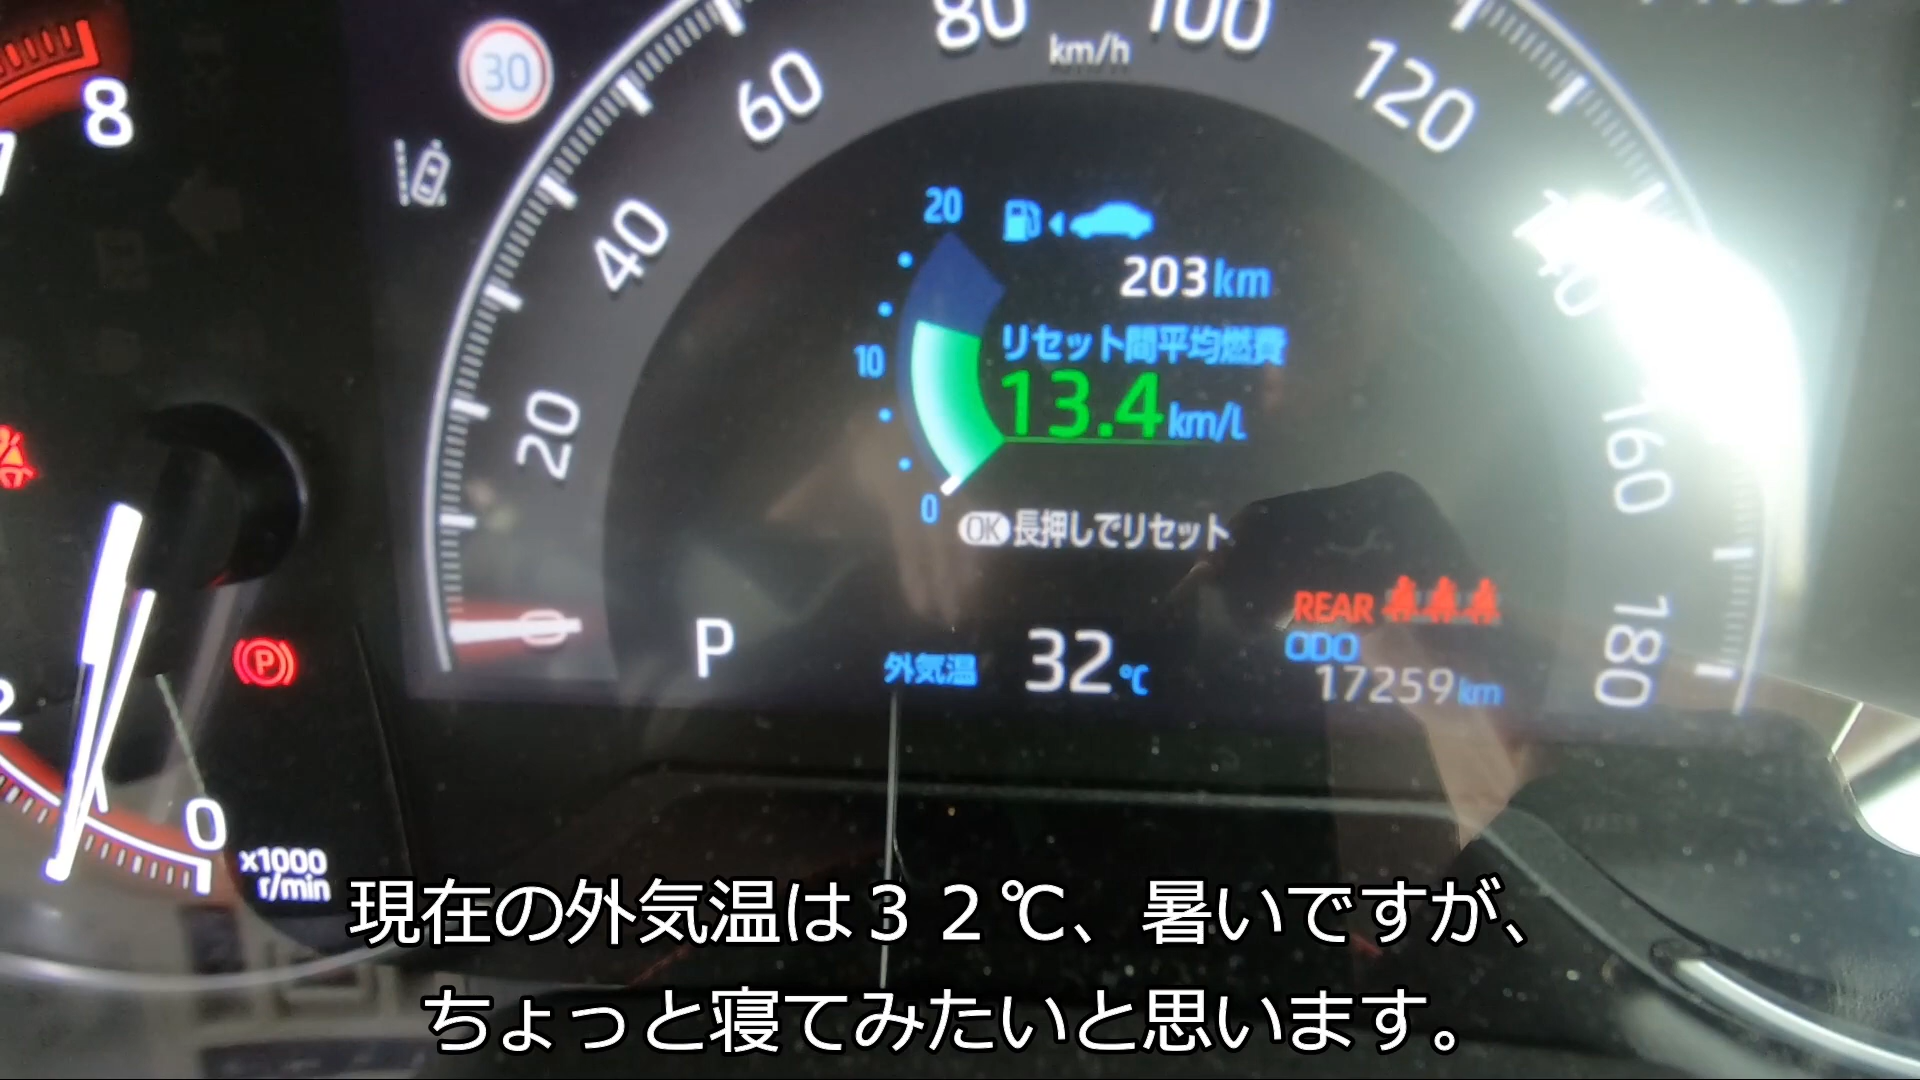 80
100
km/h
60
120
30
8
7
40
20
203km
リセット間平均燃費
10
13.4km/l
20
160
0
OK長押しでリセット
0
REAR
P
外気温
32℃
ODO
17259km
180
2
0
x1000
r/min
現在の外気温は３２℃、暑いですが、
ちょっと寝てみたいと思います。